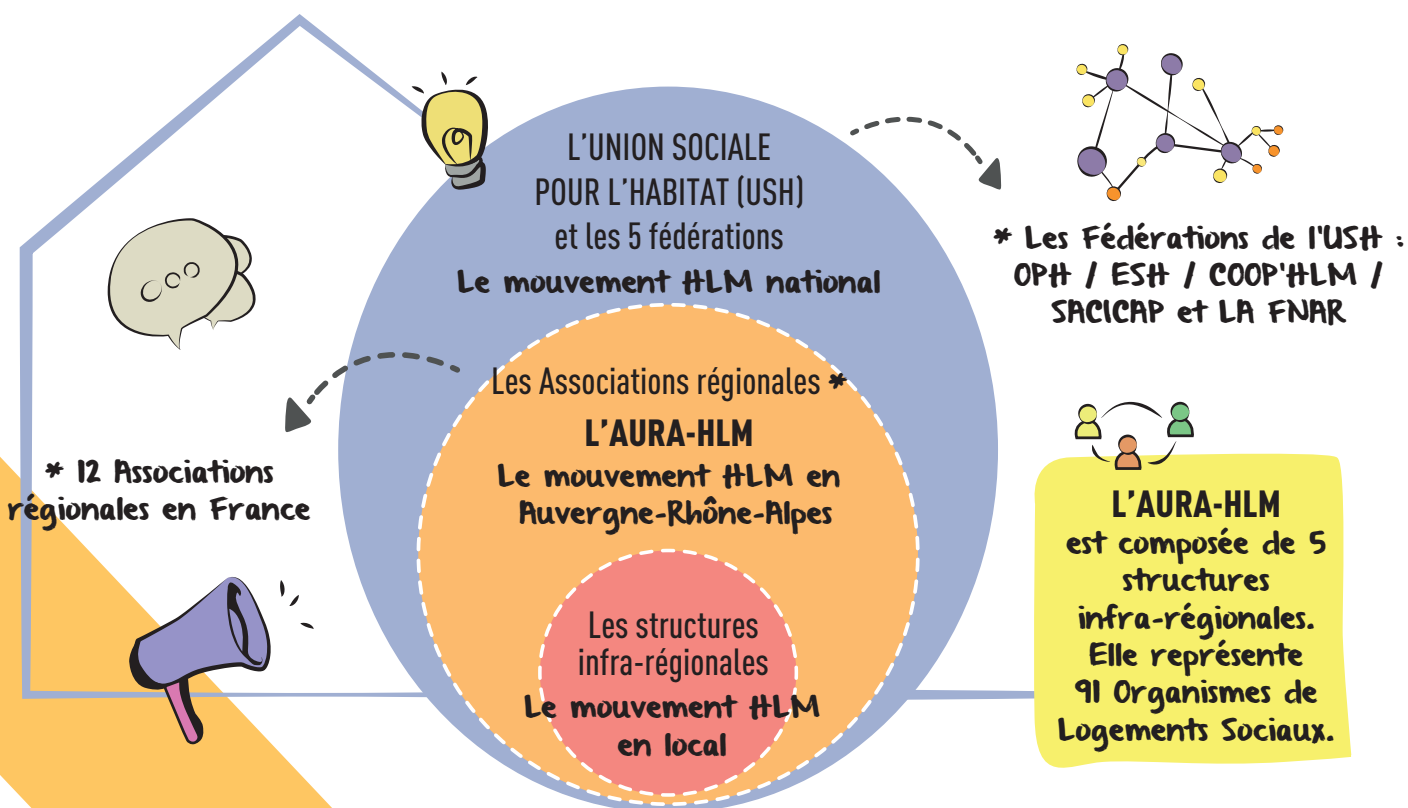 L'UNION SOCIALE
POUR L'HABITAT (USH)
et les 5 fédérations
Le mouvement HLM national
* Les Fédérations de l'USH :
OPH / ESH / COOP'HLM /
SACICAP et LA FNAR
Les Associations régionales *
L'AURA-HLM
Le mouvement HLM en
Auvergne-Rhône-Alpes
* 12 Associations
régionales en France
Les structures
infra-régionales
Le mouvement HLM
en local
L'AURA-HLM
est composée de 5
structures
infra-régionales.
Elle représente
91 Organismes de
Logements Sociaux.